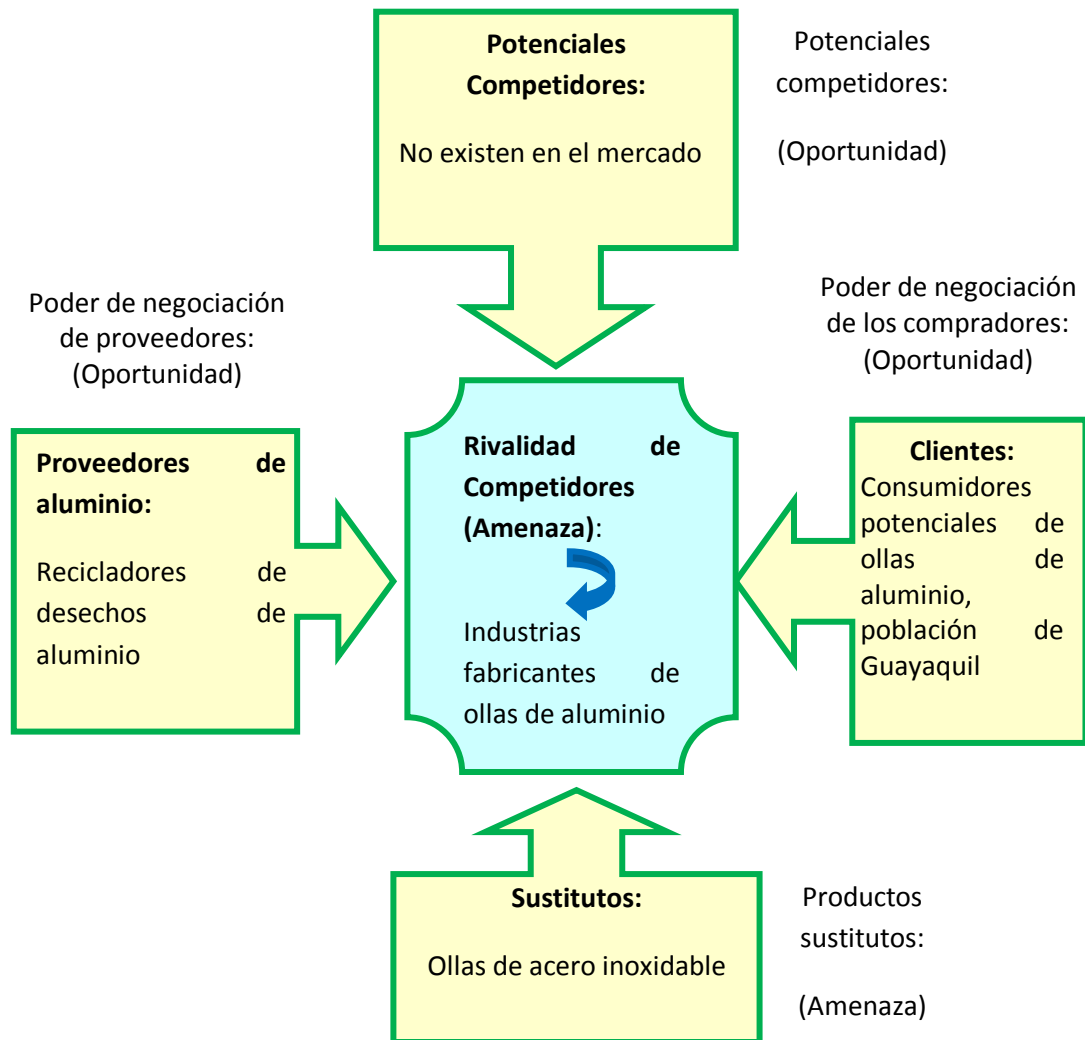 Potenciales
Competidores:
No existen en el mercado
Potenciales
competidores:
(Oportunidad)
Poder de negociación
de proveedores:
(Oportunidad)
Poder de negociación
de los compradores:
(Oportunidad)
Proveedores de
aluminio:
Recicladores de
desechos de
aluminio
Rivalidad de
Competidores
(Amenaza):
Industrias
fabricantes de
ollas de aluminio
Clientes:
Consumidores
potenciales de
ollas de
aluminio,
población de
Guayaquil
Sustitutos:
Ollas de acero inoxidable
Productos
sustitutos:
(Amenaza)